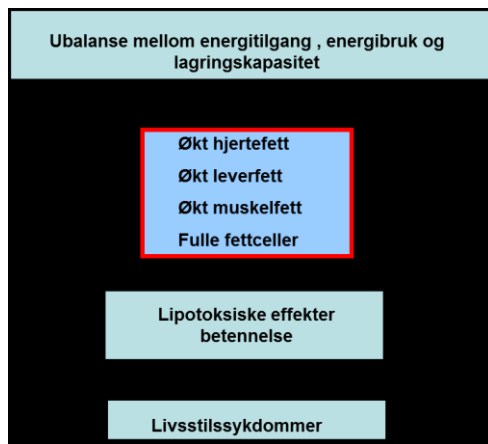 Ubalanse mellom energitilgang , energibruk og
lagringskapasitet
Økt hjertefett
Økt leverfett
Økt muskelfett
Fulle fettceller
Lipotoksiske effekter
betennelse
Livsstilssykdommer